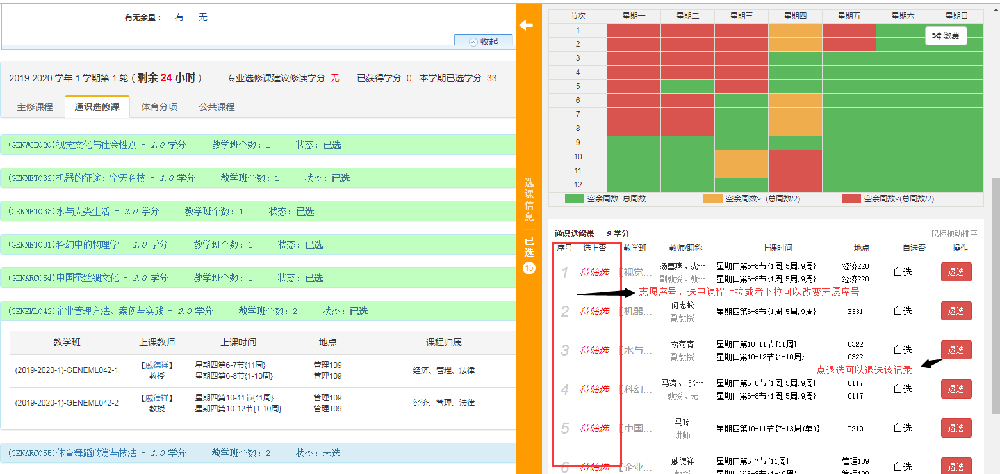 有无余量： 有 无
收起
2019-2020 学年 1 学期第 1 轮 ( 剩余 24 小时 ) 专业选修课建议修读学分 无 已获得学分 0 本学期已选学分 33
主修课程 通识选修课 体育分项 公共课程
(GENWCE020)视觉文化与社会性别 - 1.0 学分 教学班个数：1 状态：已选
(GENNET032)机器的征途：空天科技 - 1.0 学分 教学班个数：1 状态：已选
(GENNET033)水与人类生活 - 2.0 学分 教学班个数：1 状态：已选
(GENNET031)科幻中的物理学 - 1.0 学分 教学班个数：1 状态：已选
(GENARC054)中国蚕丝绸文化 - 2.0 学分 教学班个数：1 状态：已选
(GENEML042)企业管理方法、案例与实践 - 2.0 学分 教学班个数：2 状态：已选
教学班 上课教师 上课时间 地点 课程归属
(2019-2020-1)-GENEML042-1 【戚德祥】 教授 星期四第6-7节{11周} 管理109 经济、管理、法律
星期四第6-8节{1-10周} 管理109
(2019-2020-1)-GENEML042-2 【戚德祥】 教授 星期四第10-11节{11周} 管理109 经济、管理、法律
星期四第10-12节{1-10周} 管理109
(GENARC055)体育舞蹈欣赏与技法 - 1.0 学分 教学班个数：2 状态：未选
选课信息
已选
15
节次 星期一 星期二 星期三 星期四 星期五 星期六 星期日
1
缴费
2
3
4
5
6
7
8
9
10
11
12
空余周数=总周数 空余周数>=(总周数/2) 空余周数<(总周数/2)
通识选修课 - 9 学分 鼠标拖动排序
序号 选上否 教学班 教师/职称 上课时间 地点 自选否 操作
1 待筛选 【视觉... 汤喜燕、沈… 星期四第6-8节{1周,5周,9周} 经济220 自选上 退选
副教授、教… 星期四第6-8节{1周,5周,9周} 经济220
志愿序号，选中课程上拉或者下拉可以改变志愿序号
2 待筛选 【机器... 何忠蛟 星期四第6-8节{1周,5周,9周} B331 自选上 退选
副教授
3 待筛选 【水与... 楼菊青 星期四第10-11节{11周} C322 自选上 退选
副教授 星期四第10-12节{1-10周} C322
点退选可以退选该记录
4 待筛选 【科幻... 马涛、 张… 星期四第6-8节{1周,5周,9周} C117 自选上 退选
教授、无 星期四第6-8节{1周,5周,9周} C117
5 待筛选 【中国... 马琼 星期四第10-11节{7-13周(单)} D219 自选上 退选
讲师
6 待筛选 【企业... 戚德祥 星期四第6-7节{11周} 管理109 自选上 退选
教授 星期四第6-8节{1-10周} 管理109